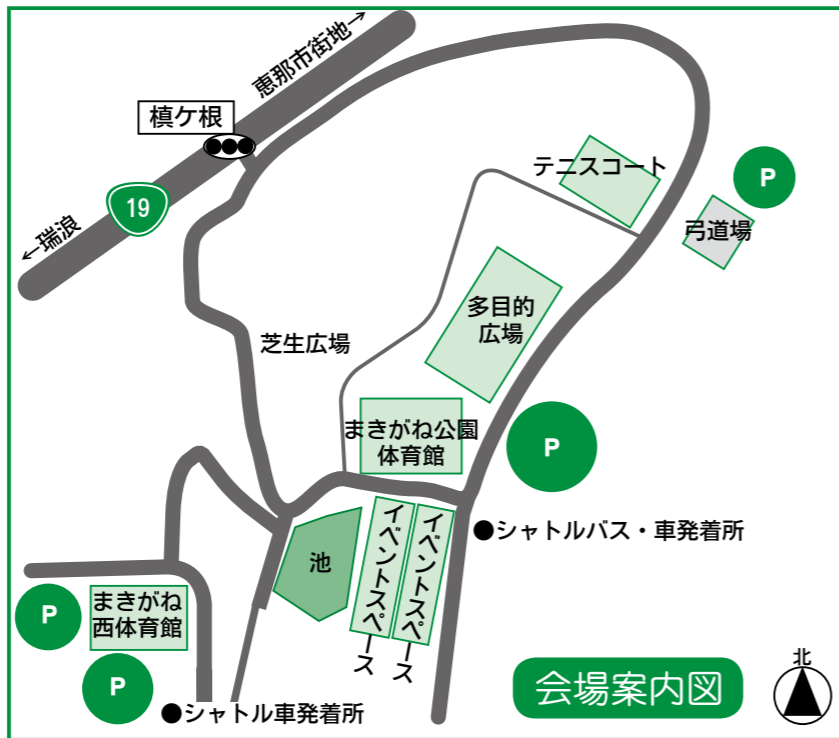 恵那市街地→
槙ケ根
19
←瑞浪
テニスコート
P
弓道場
多目的
広場
芝生広場
まきがね公園
体育館
P
●シャトルバス・車発着所
イベントスペース
イベントスペース
池
P
まきがね
西体育館
P
●シャトル車発着所
会場案内図
北